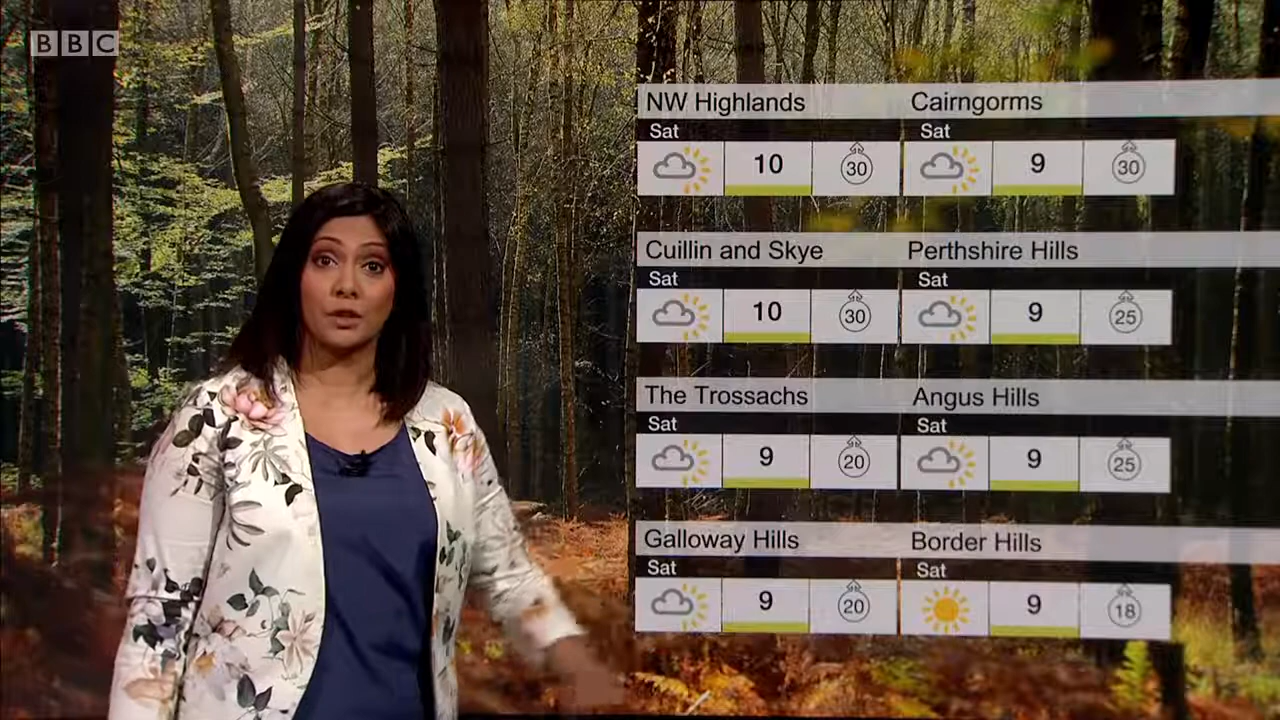 BBC
NW Highlands
Sat
10 30
Cairngorms
Sat
9 30
Cuillin and Skye
Sat
10 30
Perthshire Hills
Sat
9 25
The Trossachs
Sat
9 20
Angus Hills
Sat
9 25
Galloway Hills
Sat
9 20
Border Hills
Sat
9 18